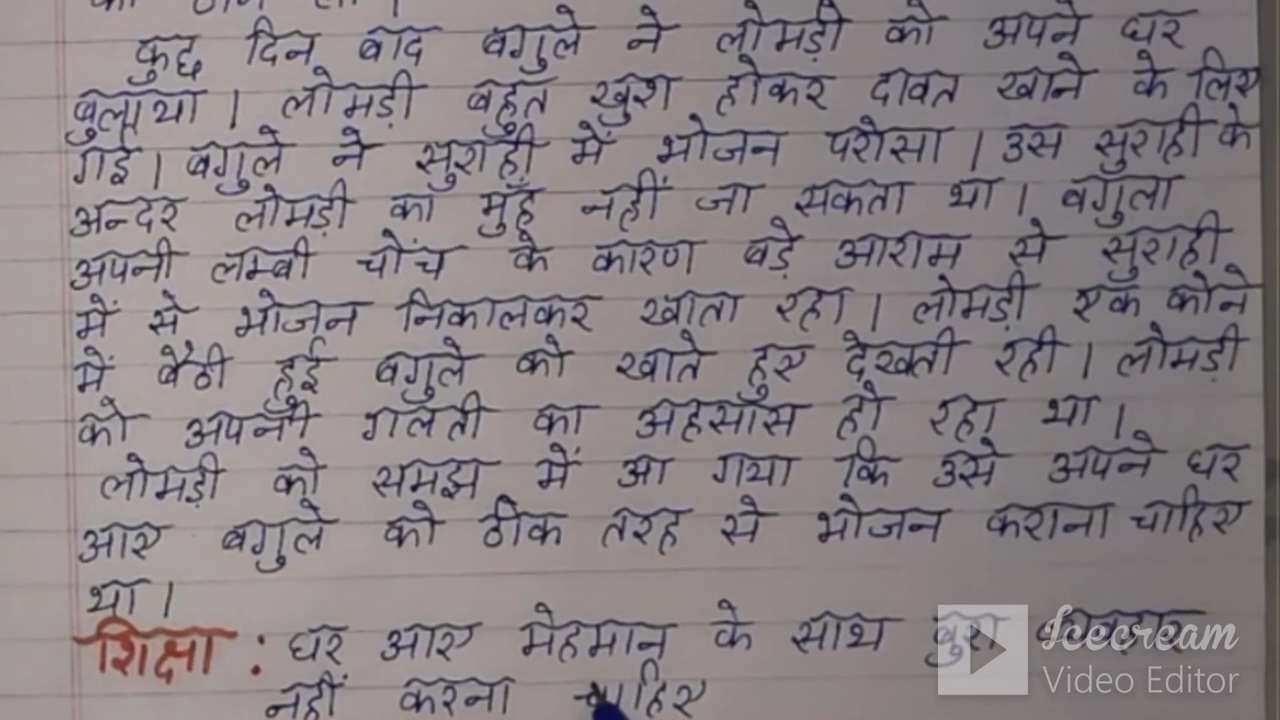 कुछ दिन बाद बगुले ने लोमड़ी को अपने घर
बुलाया। लोमड़ी बहुत खुश होकर दावत खाने के लिए
गई। बगुले ने सुराही में भोजन परोसा। उस सुराही के
अन्दर लोमड़ी का मुँह नहीं जा सकता था। बगुला
अपनी लम्बी चोंच के कारण बड़े आराम से सुराही
में से भोजन निकालकर खाता रहा। लोमड़ी एक कोने
में बैठी हुई बगुले को खाते हुए देखती रही। लोमड़ी
को अपनी गलती का अहसास हो रहा था।
लोमड़ी को समझ में आ गया कि उसे अपने घर
आए बगुले को ठीक तरह से भोजन कराना चाहिए
था।
शिक्षा : घर आए मेहमान के साथ बुरा
नहीं करना चाहिए
Icecream
Video Editor